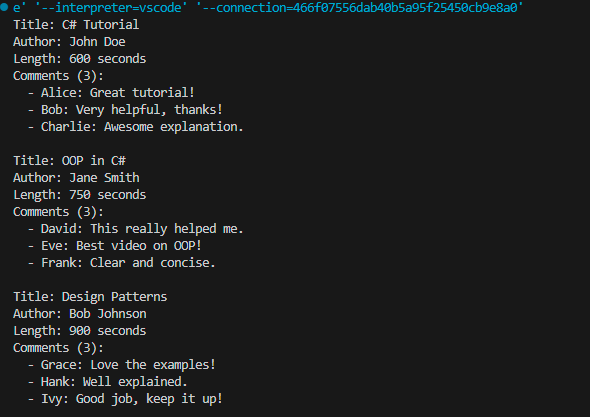 e' '--interpreter=vscode' '--connection=466f07556dab40b5a95f25450cb9e8a0'
Title: C# Tutorial
Author: John Doe
Length: 600 seconds
Comments (3):
- Alice: Great tutorial!
- Bob: Very helpful, thanks!
- Charlie: Awesome explanation.
Title: OOP in C#
Author: Jane Smith
Length: 750 seconds
Comments (3):
- David: This really helped me.
- Eve: Best video on OOP!
- Frank: Clear and concise.
Title: Design Patterns
Author: Bob Johnson
Length: 900 seconds
Comments (3):
- Grace: Love the examples!
- Hank: Well explained.
- Ivy: Good job, keep it up!